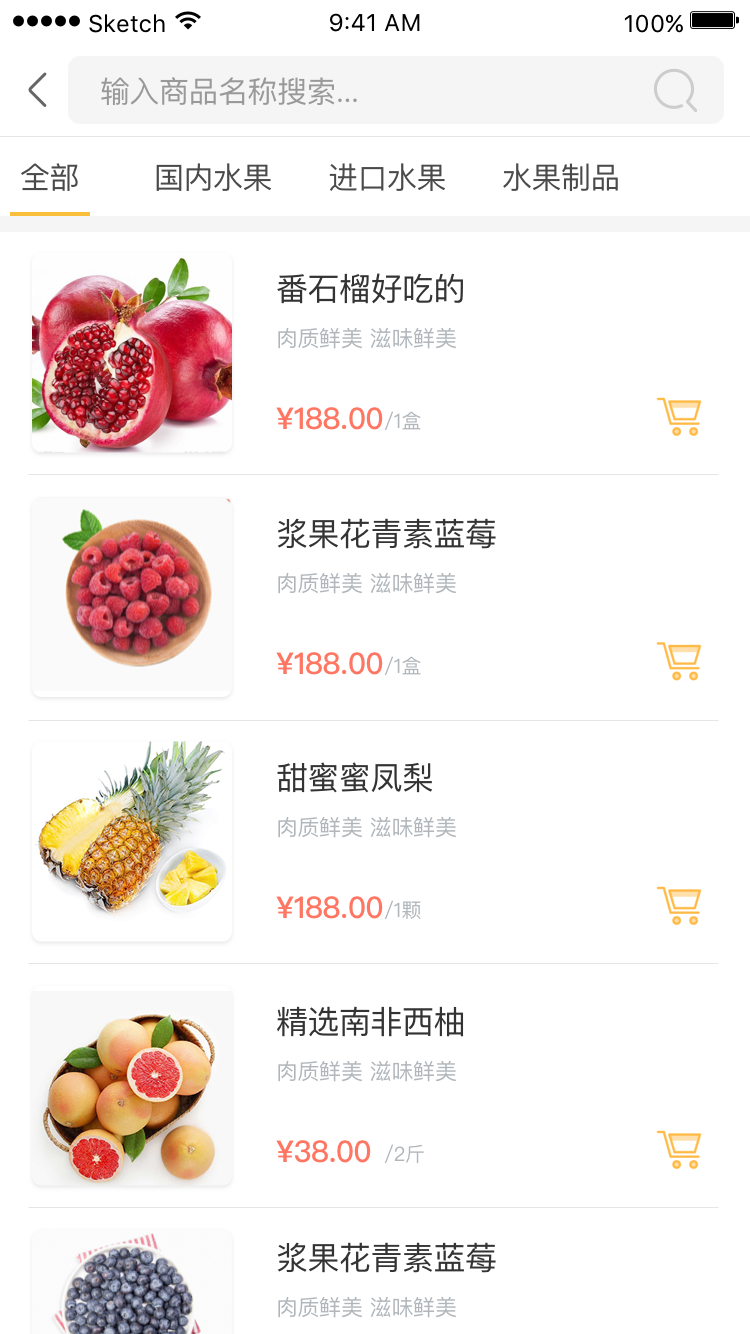 Sketch 9:41 AM 100%
输入商品名称搜索...
全部 国内水果 进口水果 水果制品
番石榴好吃的
肉质鲜美 滋味鲜美
¥188.00/1盒
浆果花青素蓝莓
肉质鲜美 滋味鲜美
¥188.00/1盒
甜蜜蜜凤梨
肉质鲜美 滋味鲜美
¥188.00/1颗
精选南非西柚
肉质鲜美 滋味鲜美
¥38.00 /2斤
浆果花青素蓝莓
肉质鲜美 滋味鲜美